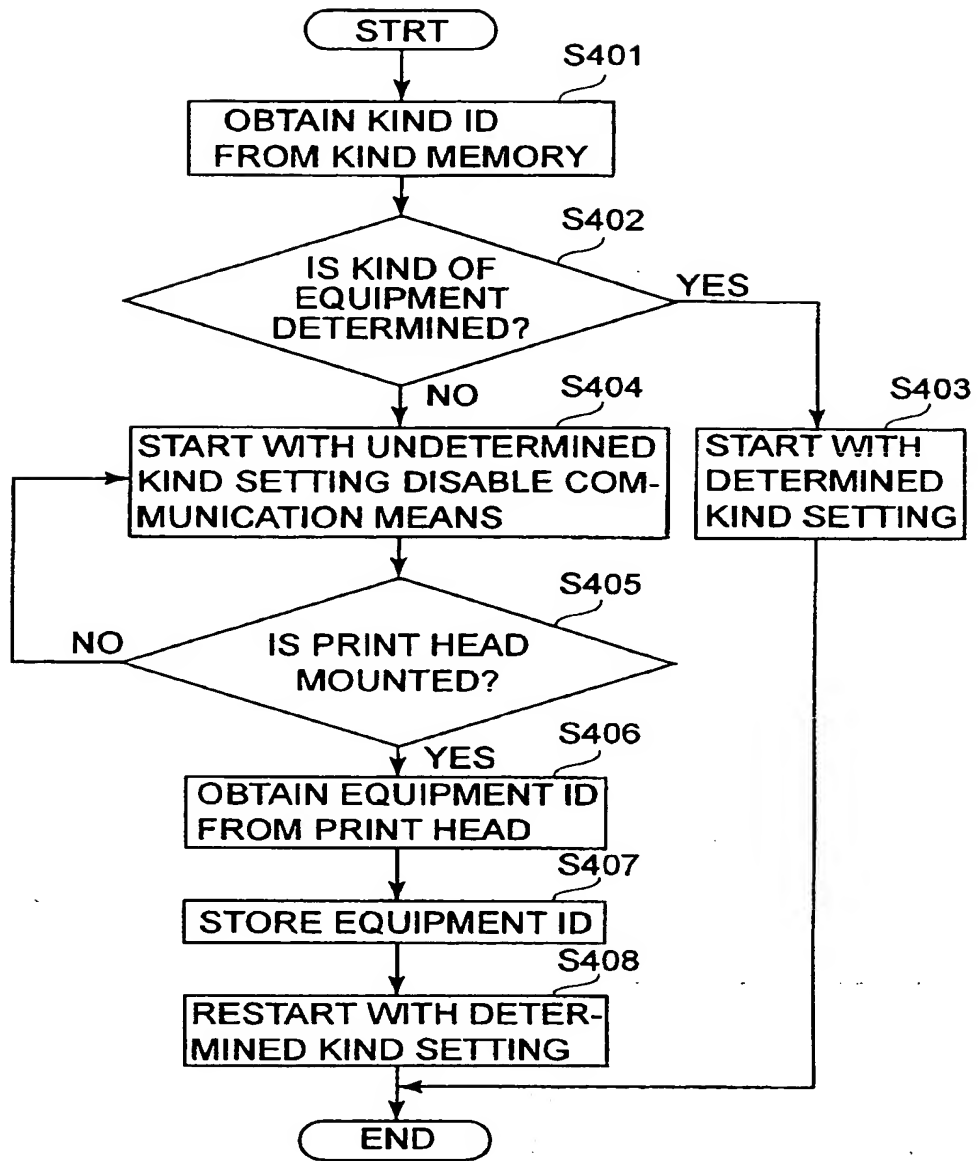 STRT
S401
OBTAIN KIND ID
FROM KIND MEMORY
S402
IS KIND OF
EQUIPMENT
DETERMINED?
YES
NO
S404
START WITH UNDETERMINED
KIND SETTING DISABLE COM-
MUNICATION MEANS
S403
START WITH
DETERMINED
KIND SETTING
S405
NO
IS PRINT HEAD
MOUNTED?
YES
S406
OBTAIN EQUIPMENT ID
FROM PRINT HEAD
S407
STORE EQUIPMENT ID
S408
RESTART WITH DETER-
MINED KIND SETTING
END